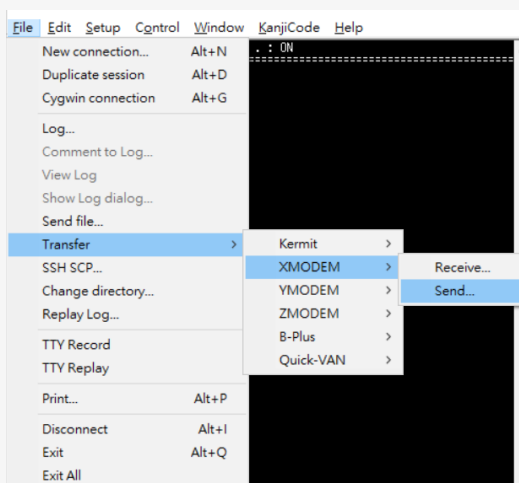 File Edit Setup Control Window KanjiCode Help
. : ON
New connection... Alt+N
Duplicate session Alt+D
Cygwin connection Alt+G
Log...
Comment to Log...
View Log
Show Log dialog...
Send file...
Transfer >
SSH SCP...
Change directory...
Replay Log...
TTY Record
TTY Replay
Print... Alt+P
Disconnect Alt+I
Exit Alt+Q
Exit All
Kermit >
XMODEM >
YMODEM >
ZMODEM >
B-Plus >
Quick-VAN >
Receive...
Send...